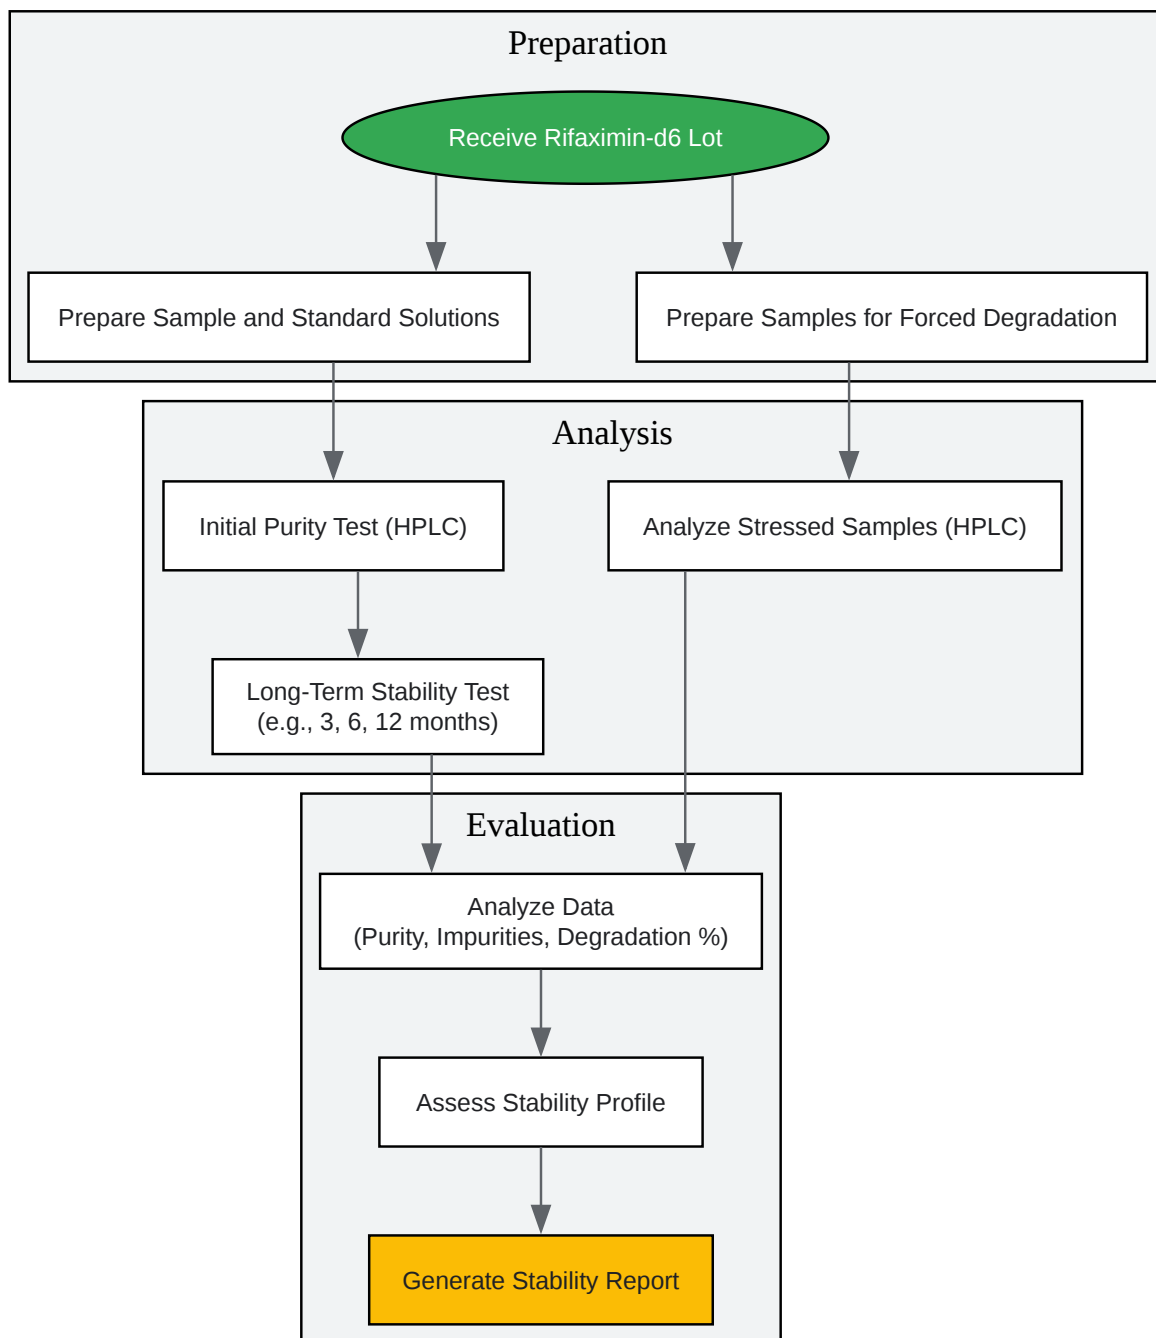 Preparation
Receive Rifaximin-d6 Lot
Prepare Sample and Standard Solutions
Prepare Samples for Forced Degradation
Analysis
Initial Purity Test (HPLC)
Analyze Stressed Samples (HPLC)
Long-Term Stability Test
(e.g., 3, 6, 12 months)
Evaluation
Analyze Data
(Purity, Impurities, Degradation %)
Assess Stability Profile
Generate Stability Report